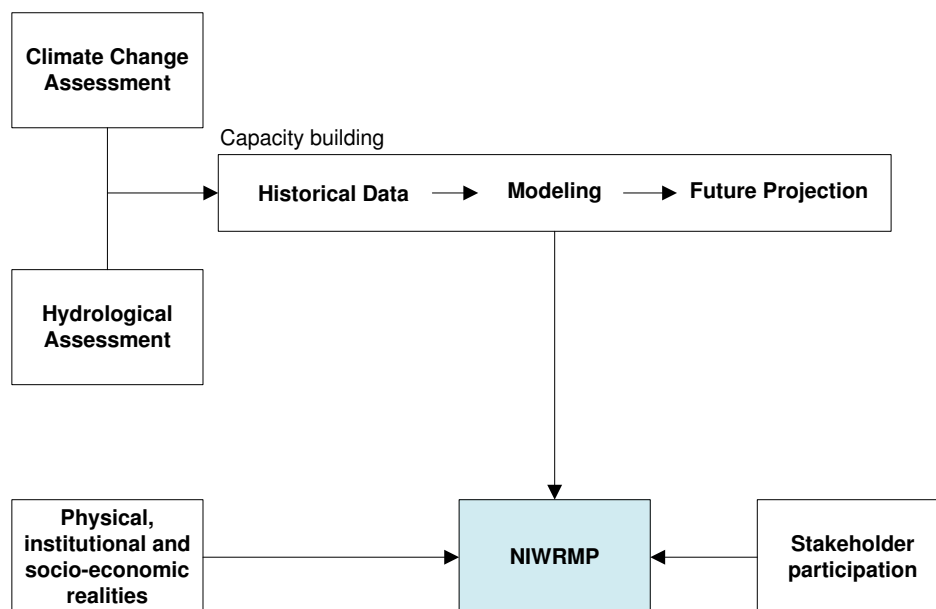 Climate Change
Assessment
Capacity building
Historical Data
Modeling
Future Projection
Hydrological
Assessment
Physical,
institutional and
socio-economic
realities
NIWRMP
Stakeholder
participation